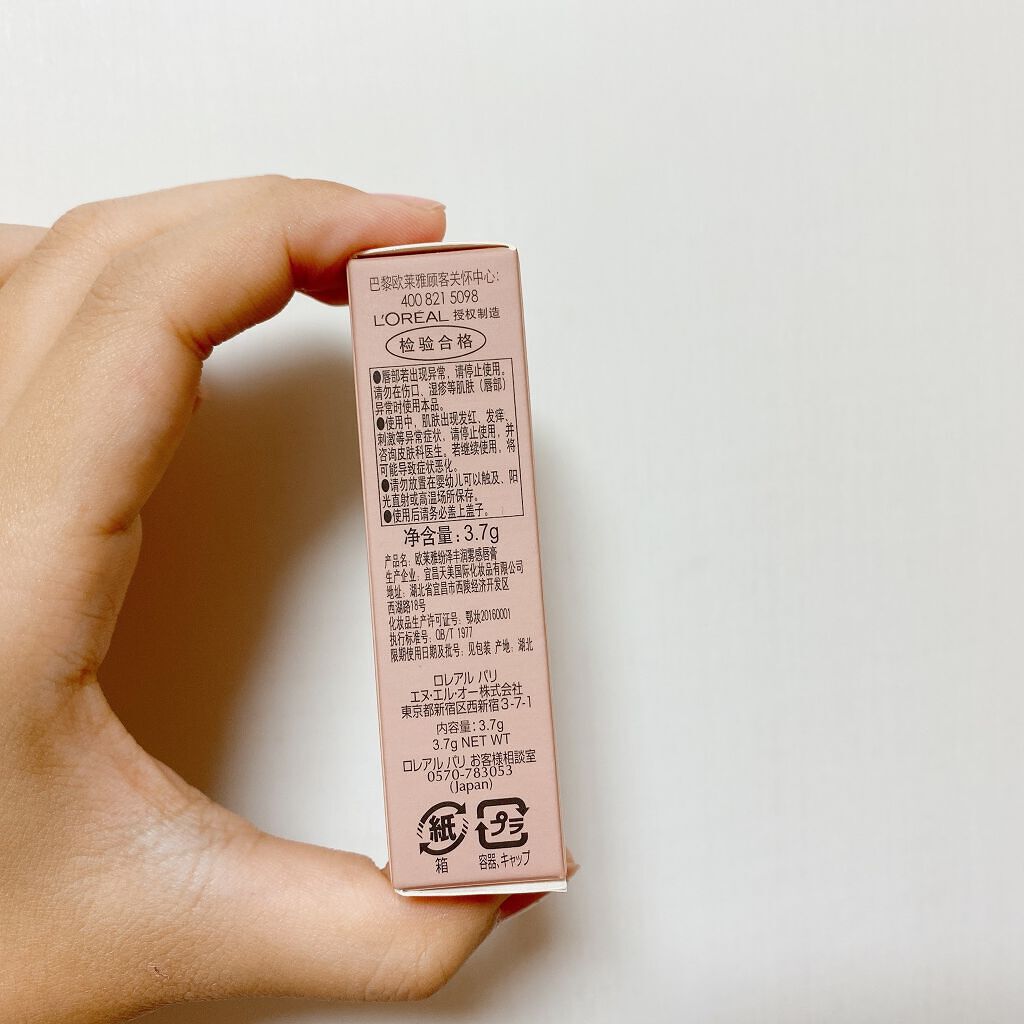 巴黎欧莱雅顾客关怀中心:
400 821 5098
L'ORÉAL 授权制造
检验合格
●唇部若出现异常，请停止使用。
请勿在伤口、湿疹等肌肤（唇部）
异常时使用本品。
●使用中，肌肤出现发红、发痒、
刺激等异常症状，请停止使用，并
咨询皮肤科医生。若继续使用，将
可能导致症状恶化。
●请勿放置在婴幼儿可以触及、阳
光直射或高温场所保存。
●使用后请务必盖上盖子。
净含量:3.7g
产品名: 欧莱雅纷泽丰润雾感唇膏
生产企业: 宜昌天美国际化妆品有限公司
地址: 湖北省宜昌市西陵经济开发区
西湖路18号
化妆品生产许可证号: 鄂妆20160001
执行标准号: QB/T 1977
限期使用日期及批号: 见包装 产地: 湖北
ロレアル パリ
エヌ·エル·オー株式会社
東京都新宿区西新宿3-7-1
内容量:3.7g
3.7g NET WT
ロレアル パリ お客様相談室
0570-783053
(Japan)
紙 プラ
箱 容器、キャップ